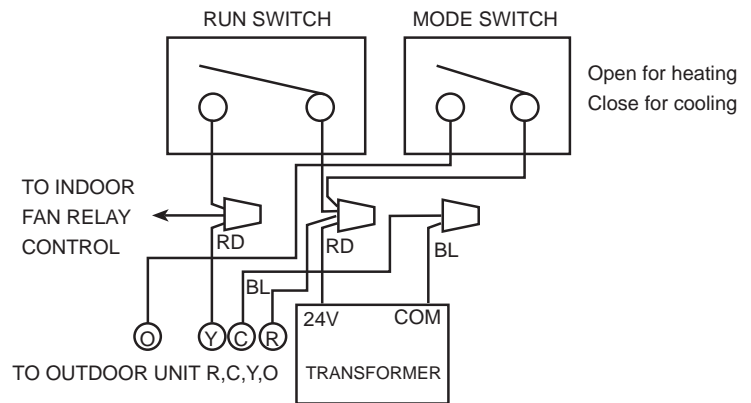 RUN SWITCH
MODE SWITCH
Open for heating
Close for cooling
TO INDOOR
FAN RELAY
CONTROL
RD
RD
BL
BL
O
Y
C
R
24V
COM
TO OUTDOOR UNIT R,C,Y,O
TRANSFORMER